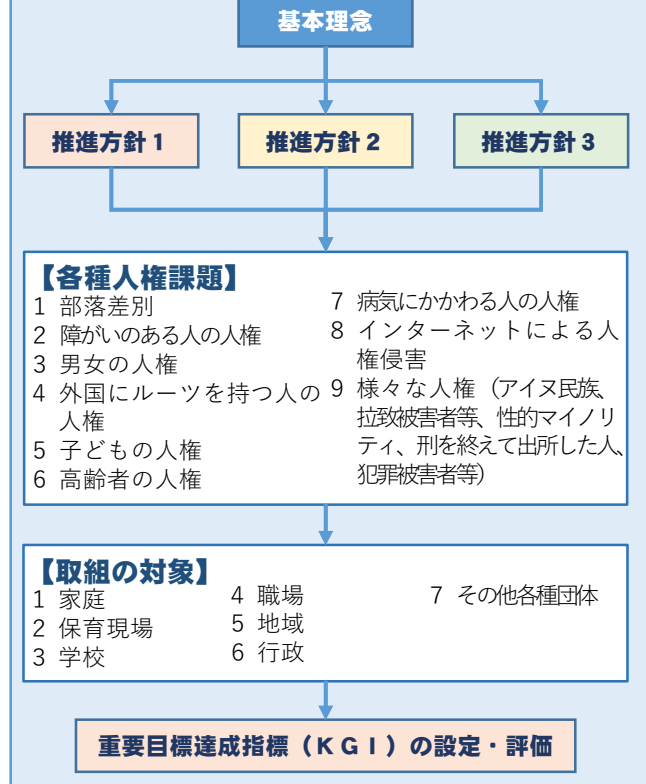 基本理念
推進方針1
推進方針2
推進方針3
【各種人権課題】
1 部落差別
2 障がいのある人の人権
3 男女の人権
4 外国にルーツを持つ人の
人権
5 子どもの人権
6 高齢者の人権
7 病気にかかわる人の人権
8 インターネットによる人
権侵害
9 様々な人権（アイヌ民族、
拉致被害者等、性的マイノリ
ティ、刑を終えて出所した人、
犯罪被害者等）
【取組の対象】
1 家庭
2 保育現場
3 学校
4 職場
5 地域
6 行政
7 その他各種団体
重要目標達成指標（ＫＧＩ）の設定・評価